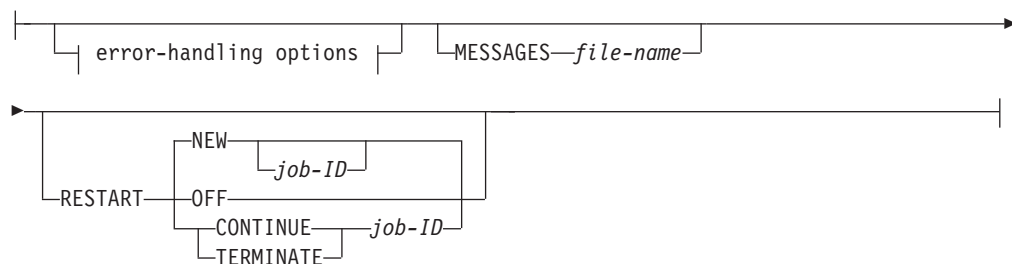 error-handling options
MESSAGES file-name
NEW
job-ID
RESTART OFF
CONTINUE job-ID
TERMINATE